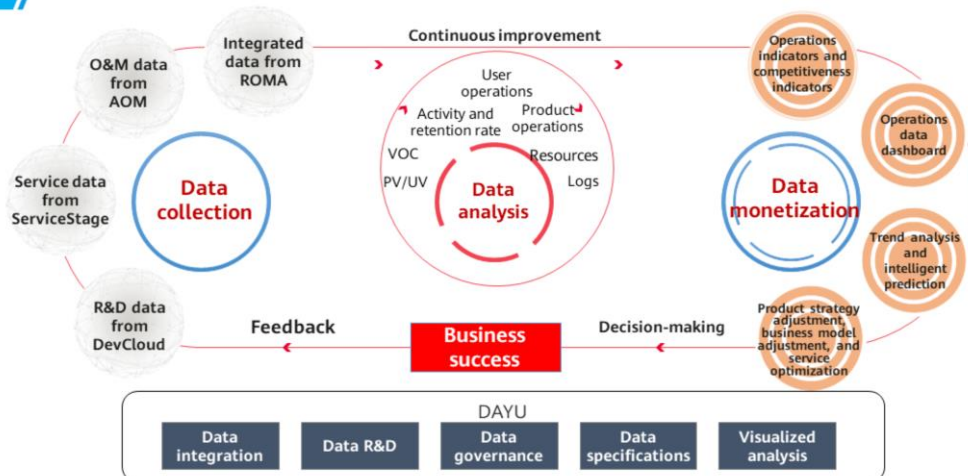 Integrated
data from
ROMA
O&M data
from
AOM
Service data
from
ServiceStage
R&D data
from
DevCloud
Data
collection
Continuous improvement
User
operations
Activity and
retention rate
Product
operations
VOC
Resources
PV/UV
Logs
Data
analysis
Operations
indicators and
competitiveness
indicators
Operations
data
dashboard
Data
monetization
Trend analysis
and
intelligent
prediction
Product strategy
adjustment,
business model
adjustment, and
service
optimization
Decision-making
Business
success
Feedback
DAYU
Data
integration
Data R&D
Data
governance
Data
specifications
Visualized
analysis